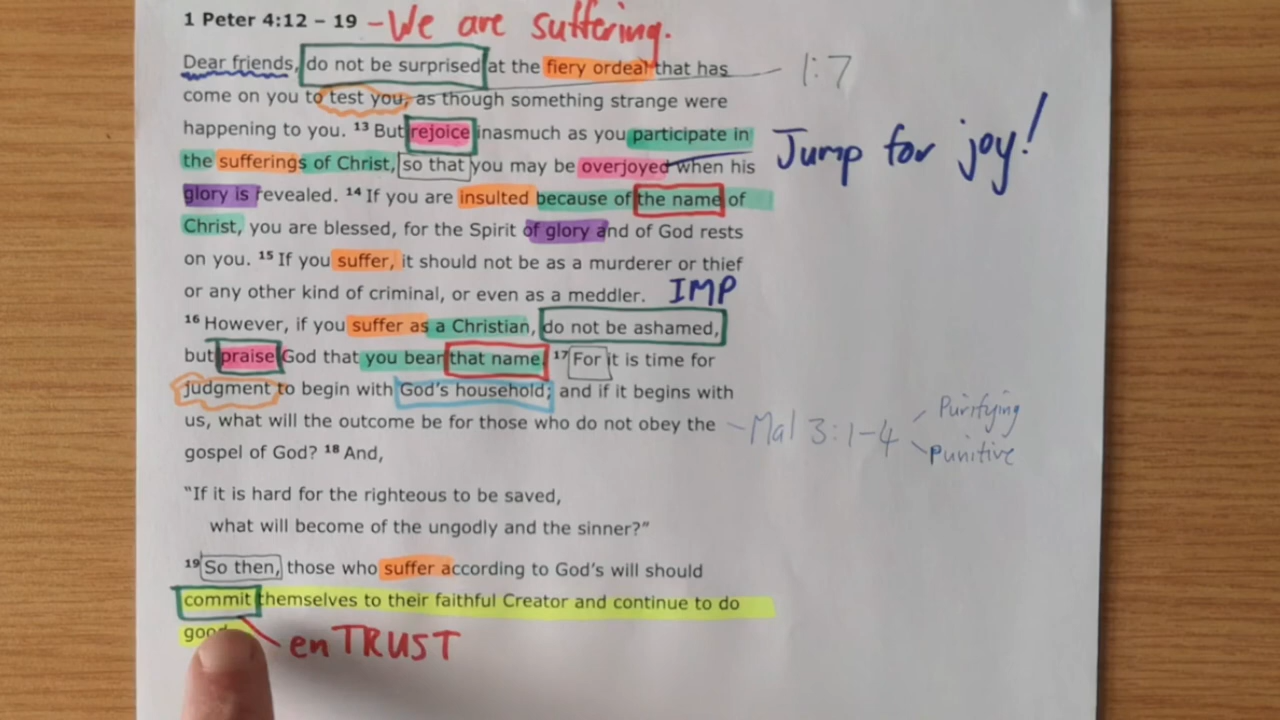 1 Peter 4:12 – 19 – We are suffering.
Dear friends, do not be surprised at the fiery ordeal that has 1:7
come on you to test you, as though something strange were
happening to you. 13 But rejoice inasmuch as you participate in Jump for joy!
the sufferings of Christ, so that you may be overjoyed when his
glory is revealed. 14 If you are insulted because of the name of
Christ, you are blessed, for the Spirit of glory and of God rests
on you. 15 If you suffer, it should not be as a murderer or thief
or any other kind of criminal, or even as a meddler. IMP
16 However, if you suffer as a Christian, do not be ashamed,
but praise God that you bear that name. 17 For it is time for
judgment to begin with God's household; and if it begins with
us, what will the outcome be for those who do not obey the – Mal 3:1-4 Purifying
punitive
gospel of God? 18 And,
"If it is hard for the righteous to be saved,
what will become of the ungodly and the sinner?"
19 So then, those who suffer according to God's will should
commit themselves to their faithful Creator and continue to do
good enTRUST